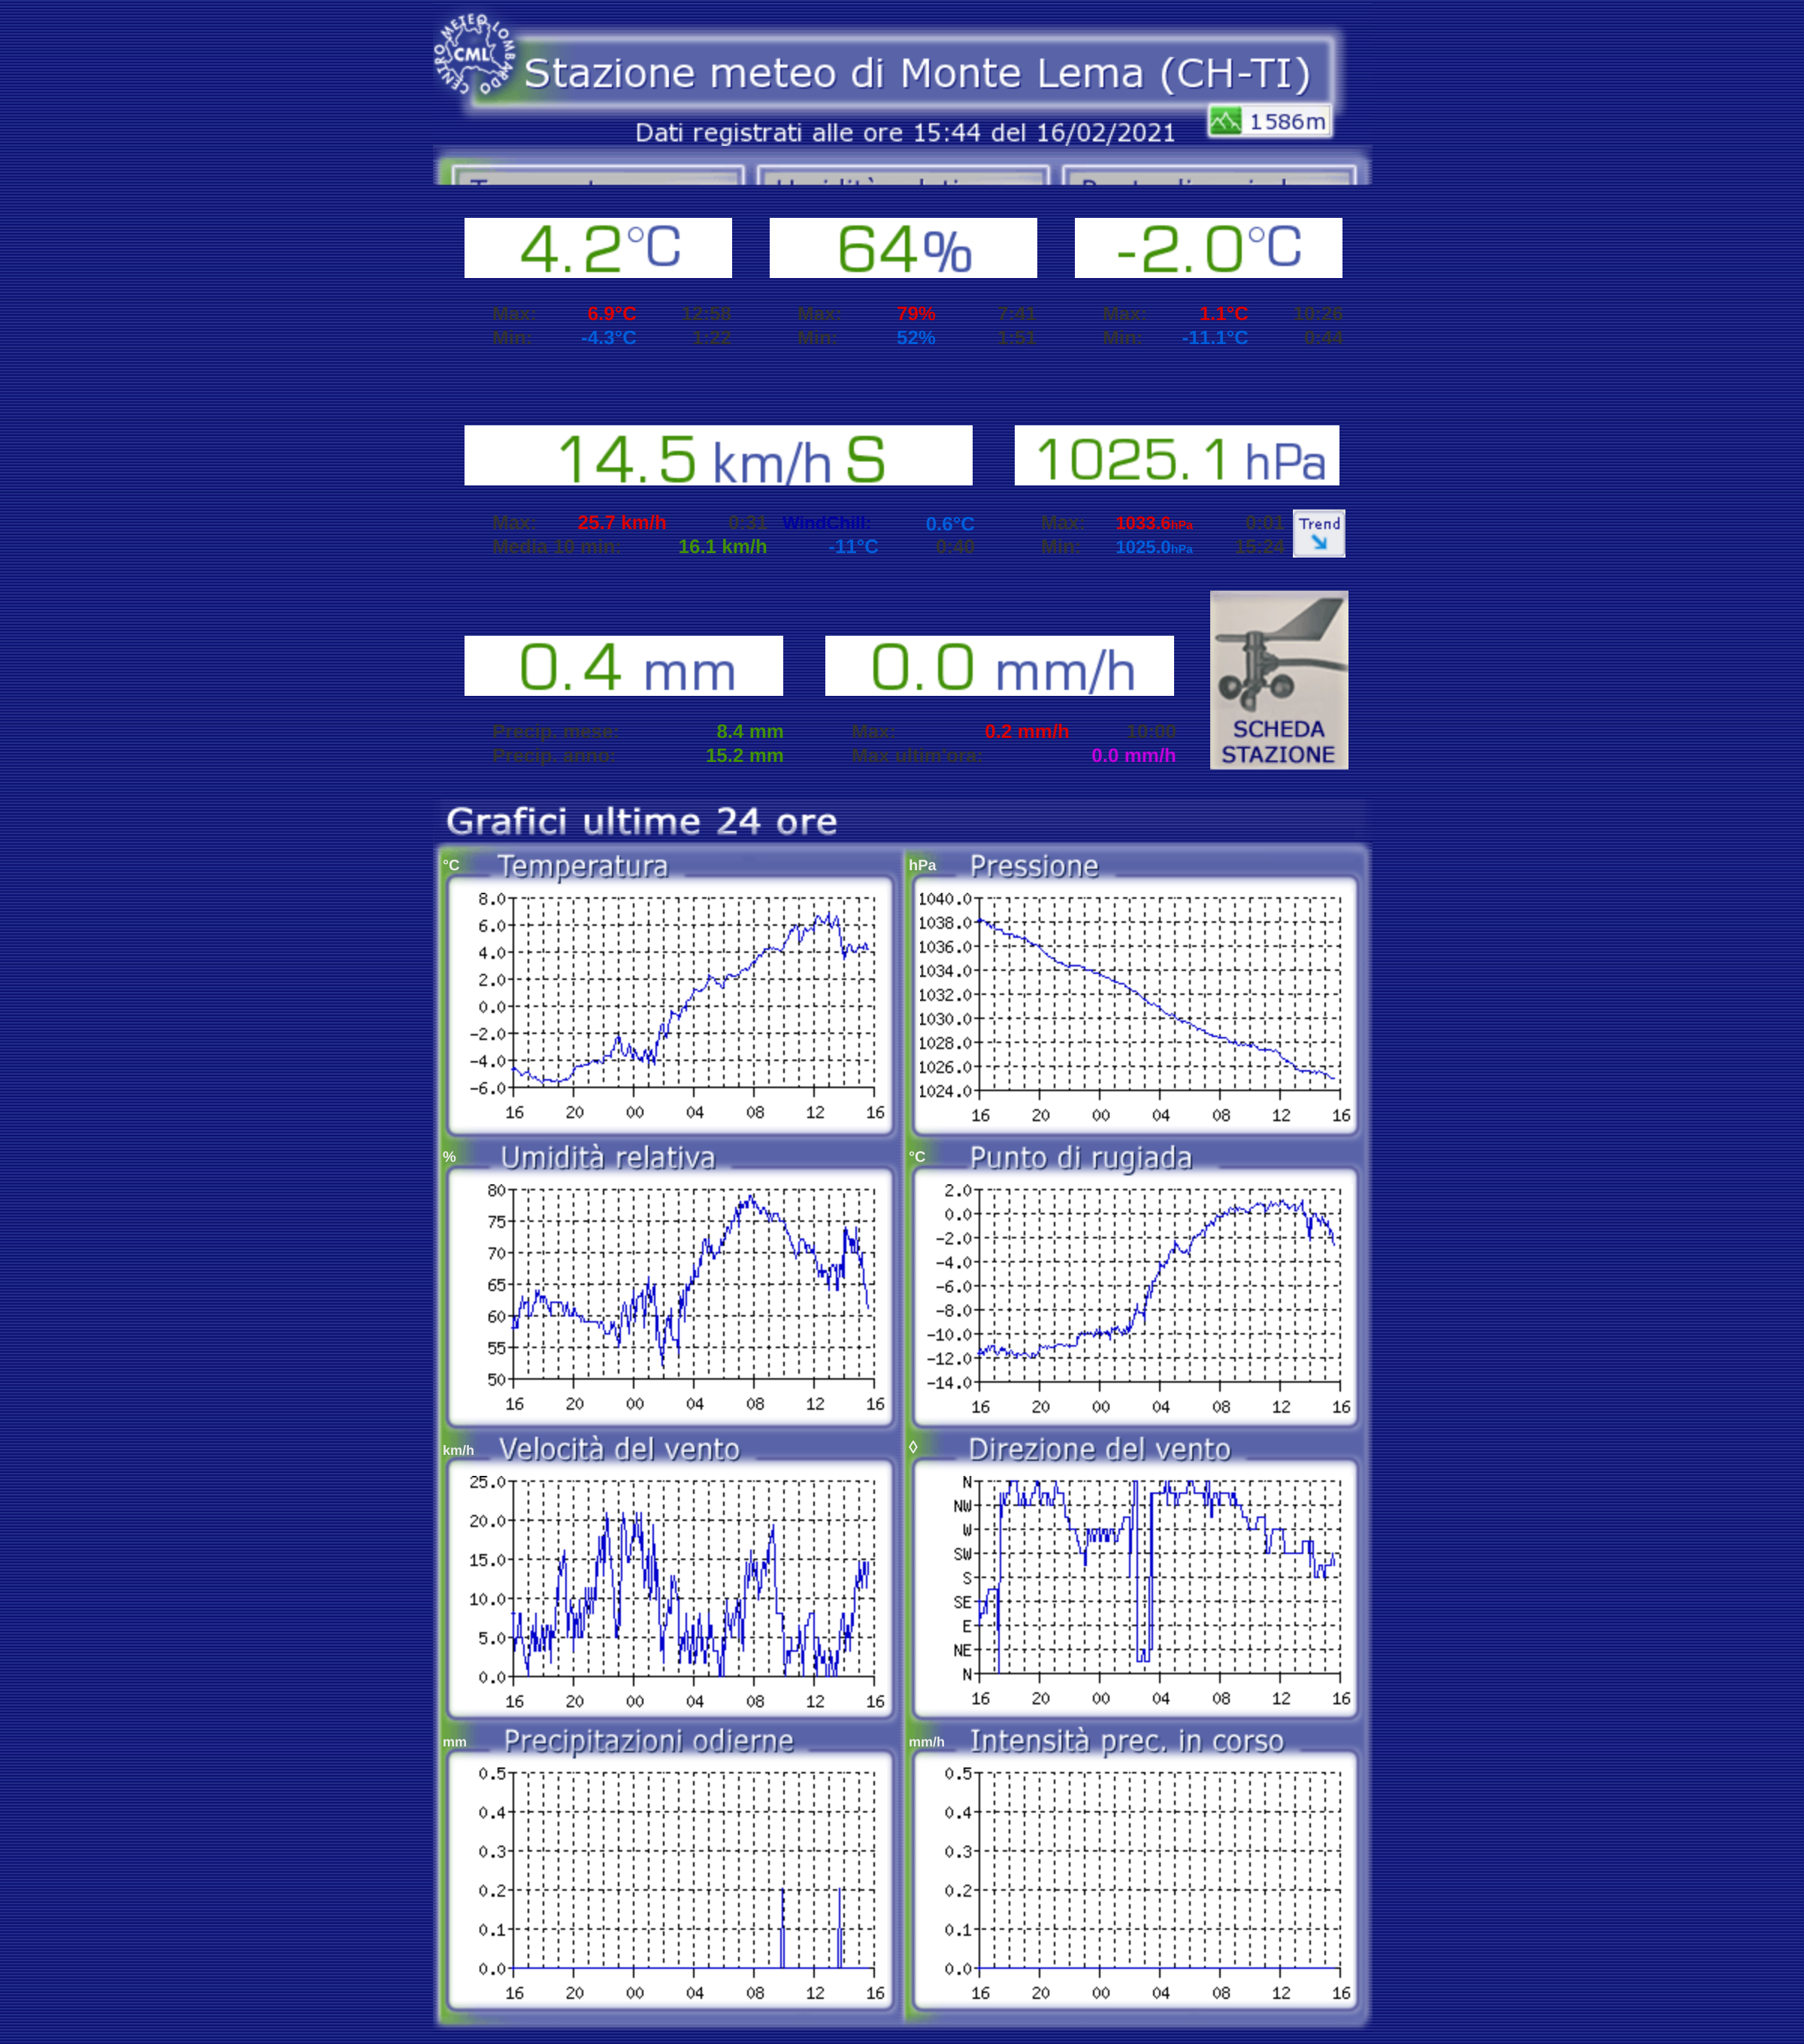 CENTRO METEO LOMBARDO
CML
Stazione meteo di Monte Lema (CH-TI)
Dati registrati alle ore 15:44 del 16/02/2021
1586m
4.2°C
64%
-2.0°C
Max: 6.9°C 12:58 Max: 79% 7:41 Max: 1.1°C 10:26
Min: -4.3°C 1:22 Min: 52% 1:51 Min: -11.1°C 0:44
14.5 km/h S
1025.1 hPa
Max: 25.7 km/h 0:31 WindChill: 0.6°C Max: 1033.6hPa 0:01
Media 10 min: 16.1 km/h -11°C 0:40 Min: 1025.0hPa 15:24
Trend
0.4 mm
0.0 mm/h
Precip. mese: 8.4 mm Max: 0.2 mm/h 10:00
Precip. anno: 15.2 mm Max ultim'ora: 0.0 mm/h
SCHEDA
STAZIONE
Grafici ultime 24 ore
°C Temperatura
8.0
6.0
4.0
2.0
0.0
-2.0
-4.0
-6.0
16 20 00 04 08 12 16
hPa Pressione
1040.0
1038.0
1036.0
1034.0
1032.0
1030.0
1028.0
1026.0
1024.0
16 20 00 04 08 12 16
% Umidità relativa
80
75
70
65
60
55
50
16 20 00 04 08 12 16
°C Punto di rugiada
2.0
0.0
-2.0
-4.0
-6.0
-8.0
-10.0
-12.0
-14.0
16 20 00 04 08 12 16
km/h Velocità del vento
25.0
20.0
15.0
10.0
5.0
0.0
16 20 00 04 08 12 16
◊ Direzione del vento
N
NW
W
SW
S
SE
E
NE
N
16 20 00 04 08 12 16
mm Precipitazioni odierne
0.5
0.4
0.3
0.2
0.1
0.0
16 20 00 04 08 12 16
mm/h Intensità prec. in corso
0.5
0.4
0.3
0.2
0.1
0.0
16 20 00 04 08 12 16